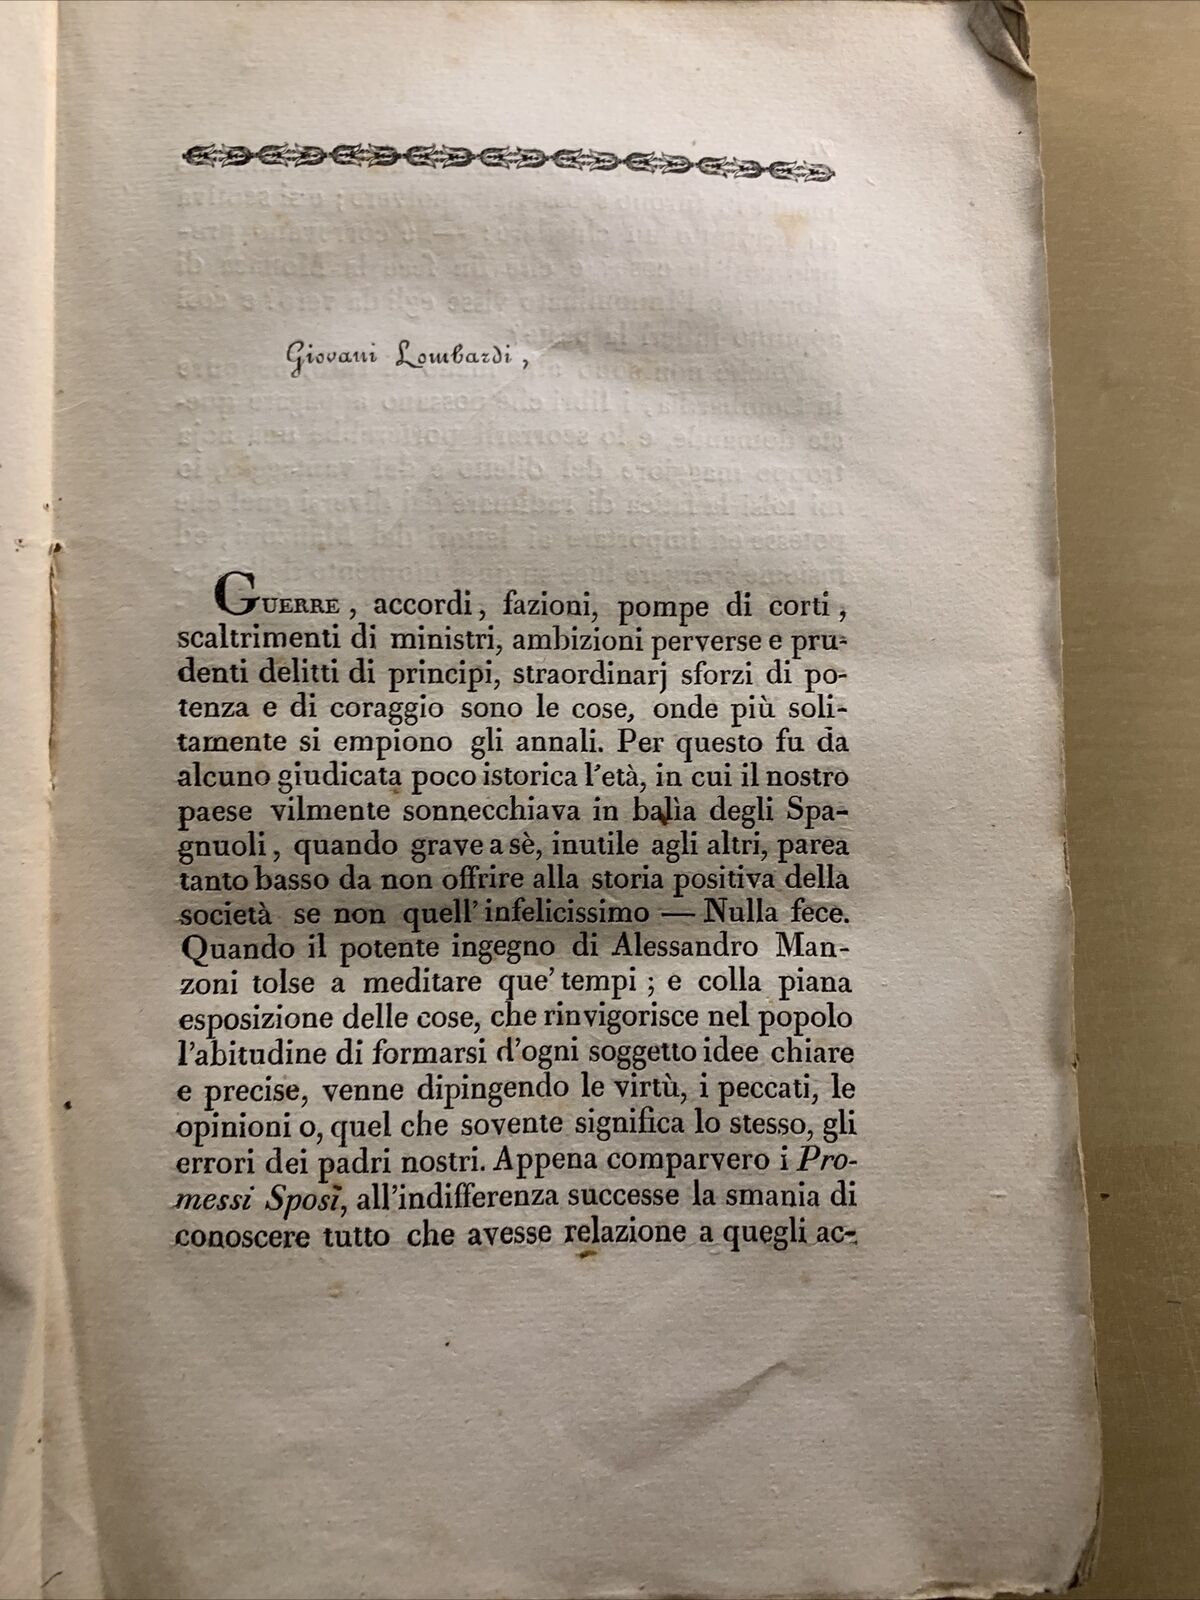 Giovani Lombardi,
GUERRE, accordi, fazioni, pompe di corti,
scaltrimenti di ministri, ambizioni perverse e pru-
denti delitti di principi, straordinarj sforzi di po-
tenza e di coraggio sono le cose, onde più soli-
tamente si empiono gli annali. Per questo fu da
alcuno giudicata poco istorica l'età, in cui il nostro
paese vilmente sonnecchiava in balìa degli Spa-
gnuoli, quando grave a sè, inutile agli altri, parea
tanto basso da non offrire alla storia positiva della
società se non quell'infelicissimo — Nulla fece.
Quando il potente ingegno di Alessandro Man-
zoni tolse a meditare que' tempi; e colla piana
esposizione delle cose, che rinvigorisce nel popolo
l'abitudine di formarsi d'ogni soggetto idee chiare
e precise, venne dipingendo le virtù, i peccati, le
opinioni o, quel che sovente significa lo stesso, gli
errori dei padri nostri. Appena comparvero i Pro-
messi Sposi, all'indifferenza successe la smania di
conoscere tutto che avesse relazione a quegli ac-